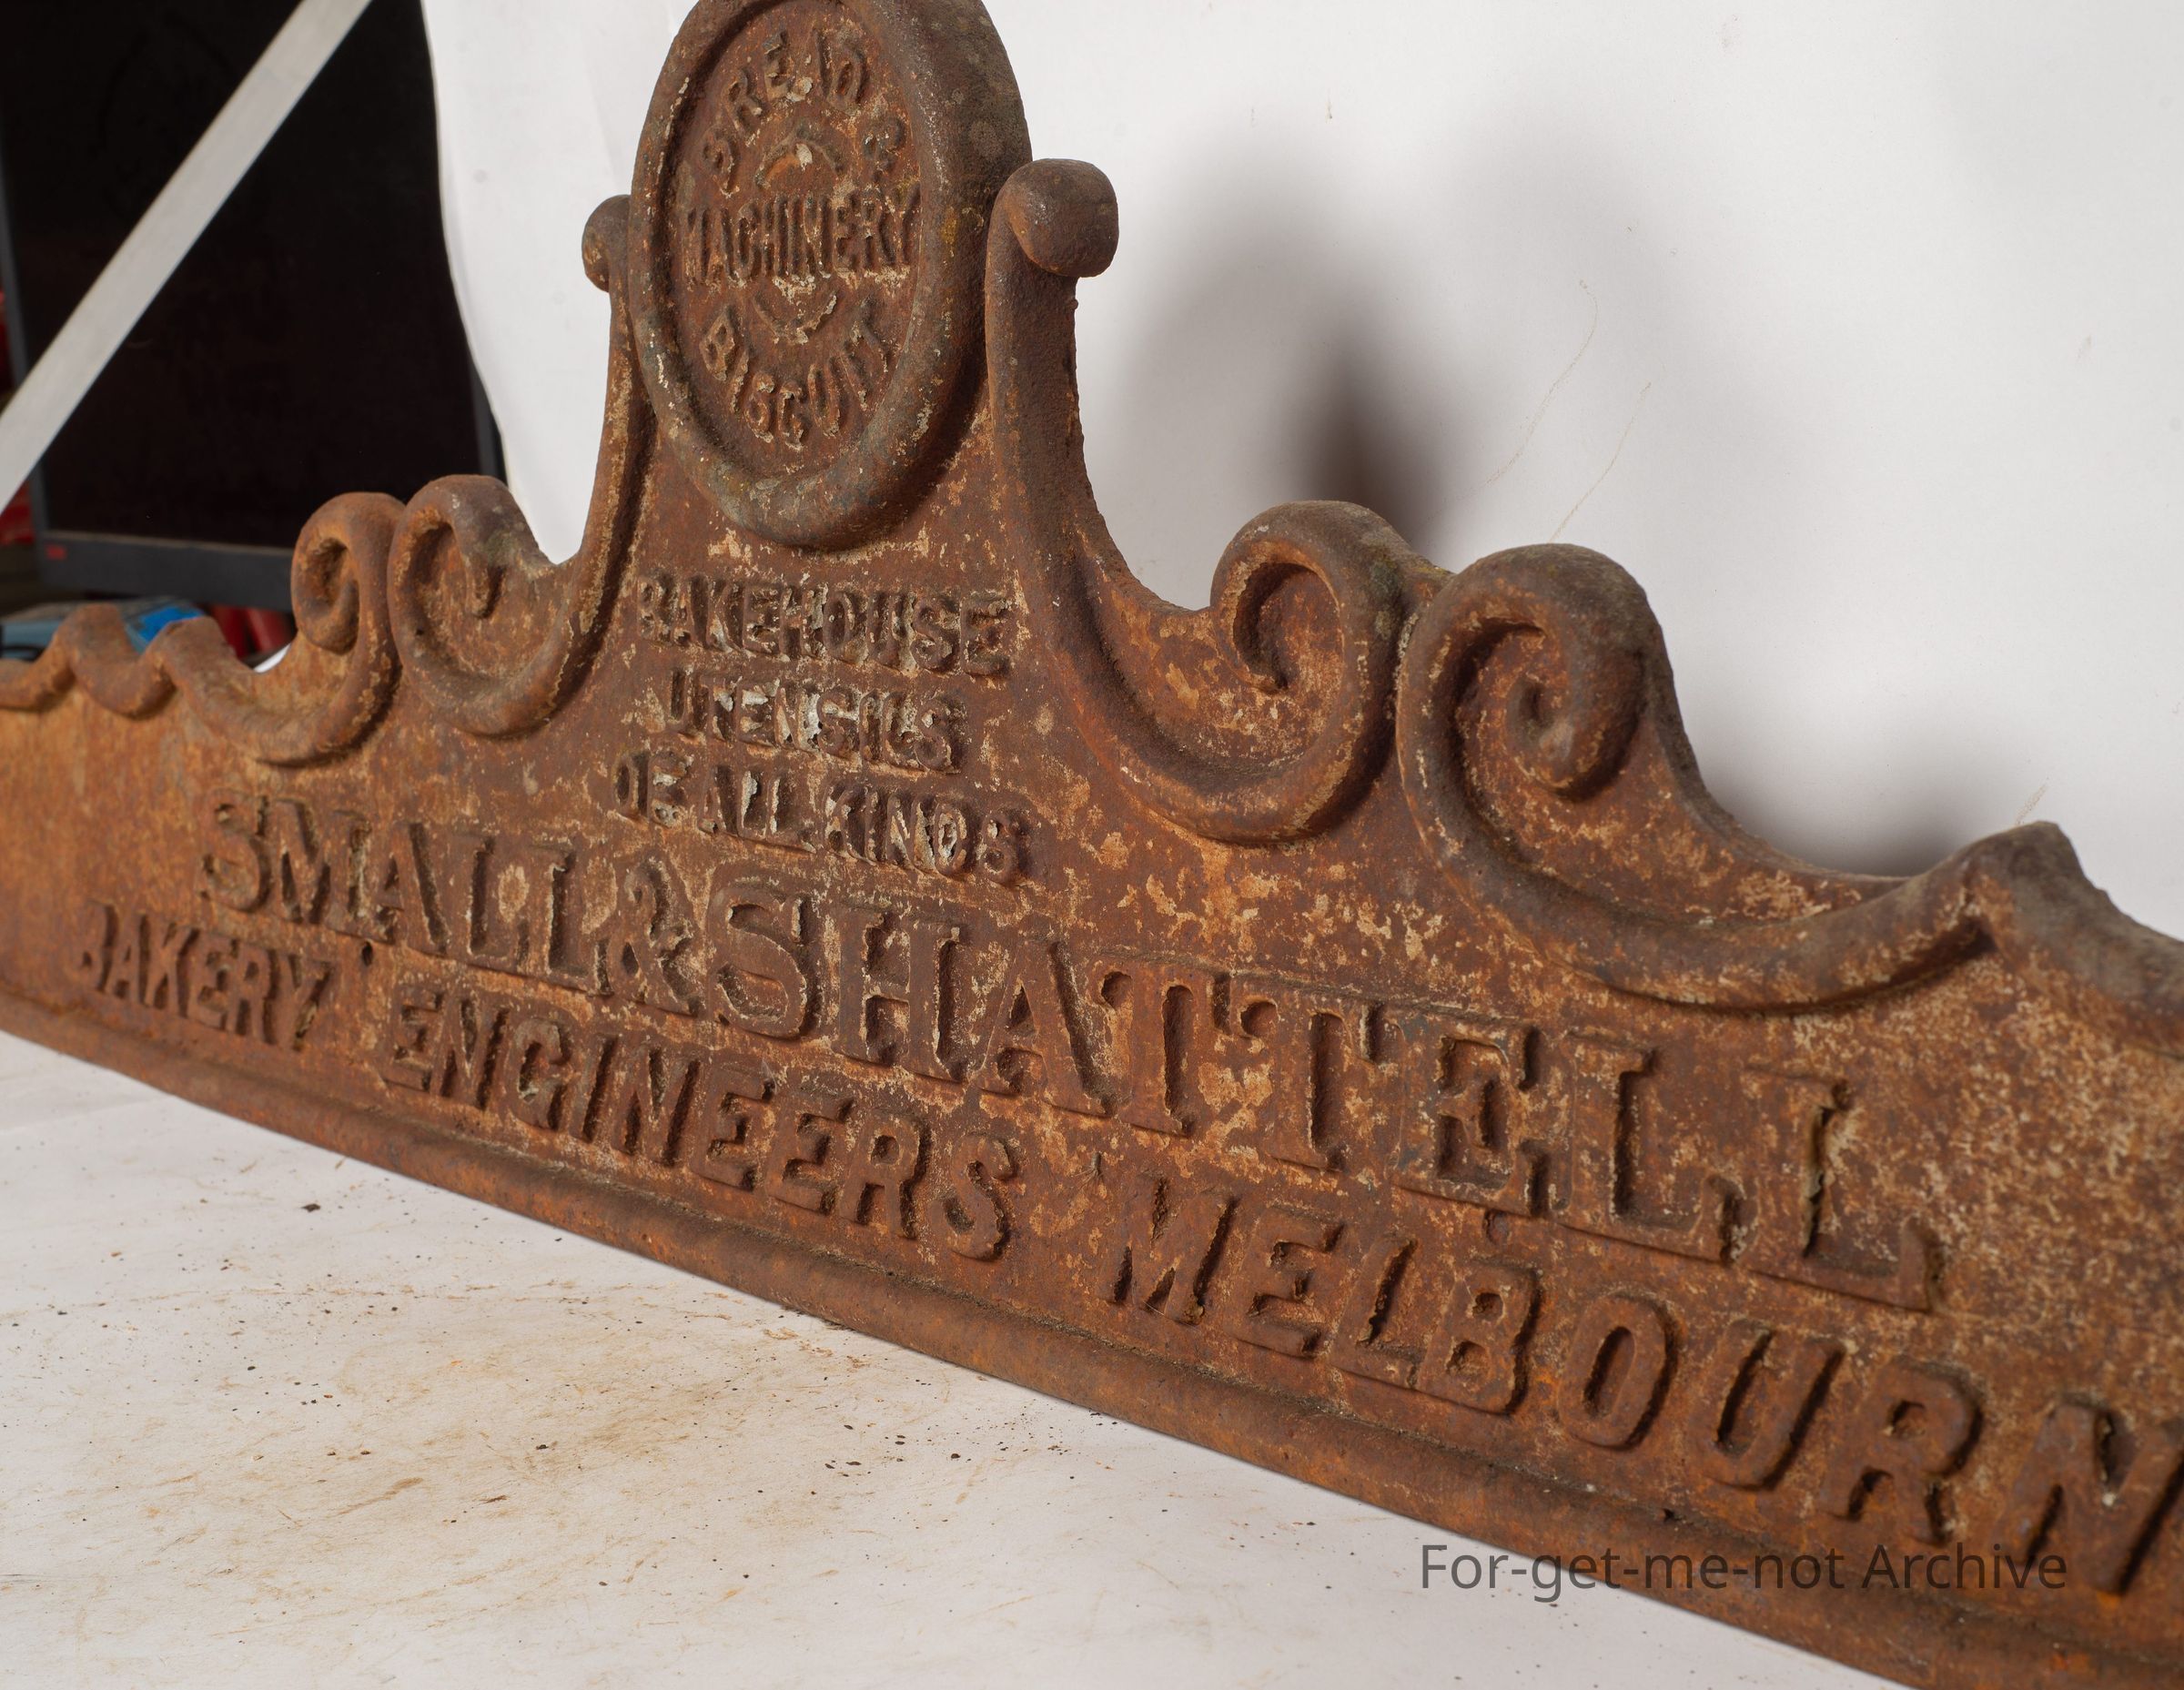 BREAD &
MACHINERY
BISCUIT
BAKEHOUSE
UTENSILS
OF ALL KINDS
SMALL & SHATTELL
BAKERY ENGINEERS MELBOURN
For-get-me-not Archive